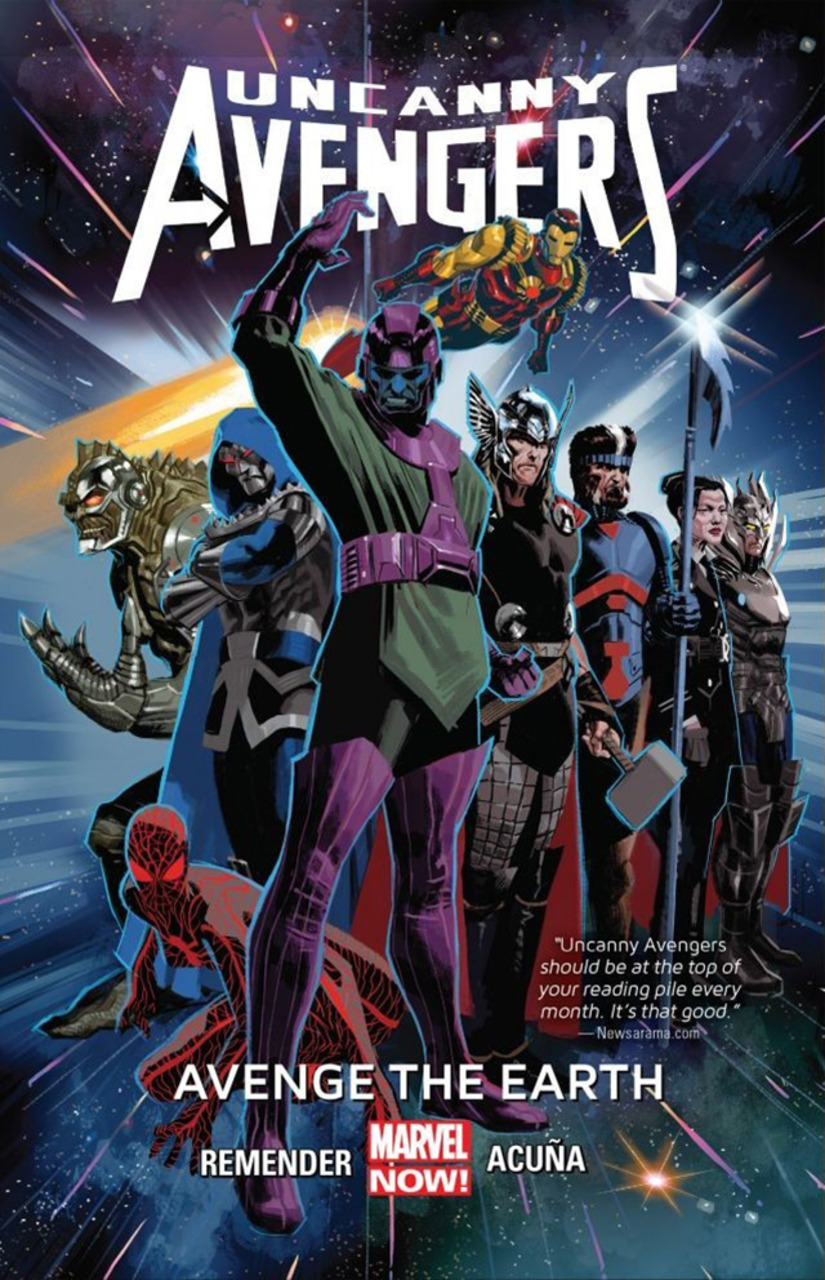 UNCANNY
AVENGERS
"Uncanny Avengers
should be at the top of
your reading pile every
month. It's that good."
— Newsarama.com
AVENGE THE EARTH
REMENDER
MARVEL
NOW!
ACUÑA